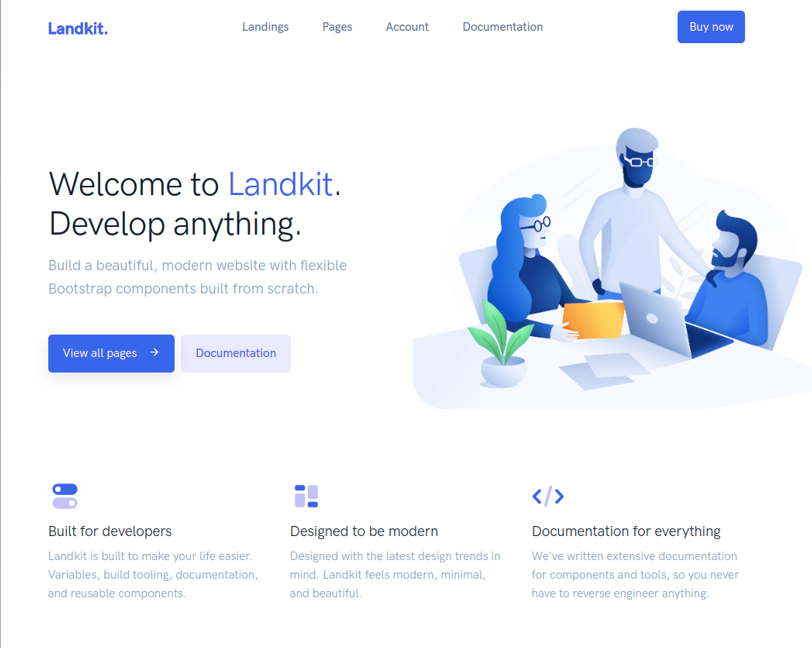 Landkit.
Landings
Pages
Account
Documentation
Buy now
Welcome to Landkit.
Develop anything.
Build a beautiful, modern website with flexible
Bootstrap components built from scratch.
View all pages →
Documentation
Built for developers
Landkit is built to make your life easier.
Variables, build tooling, documentation,
and reusable components.
Designed to be modern
Designed with the latest design trends in
mind. Landkit feels modern, minimal,
and beautiful.
Documentation for everything
We've written extensive documentation
for components and tools, so you never
have to reverse engineer anything.